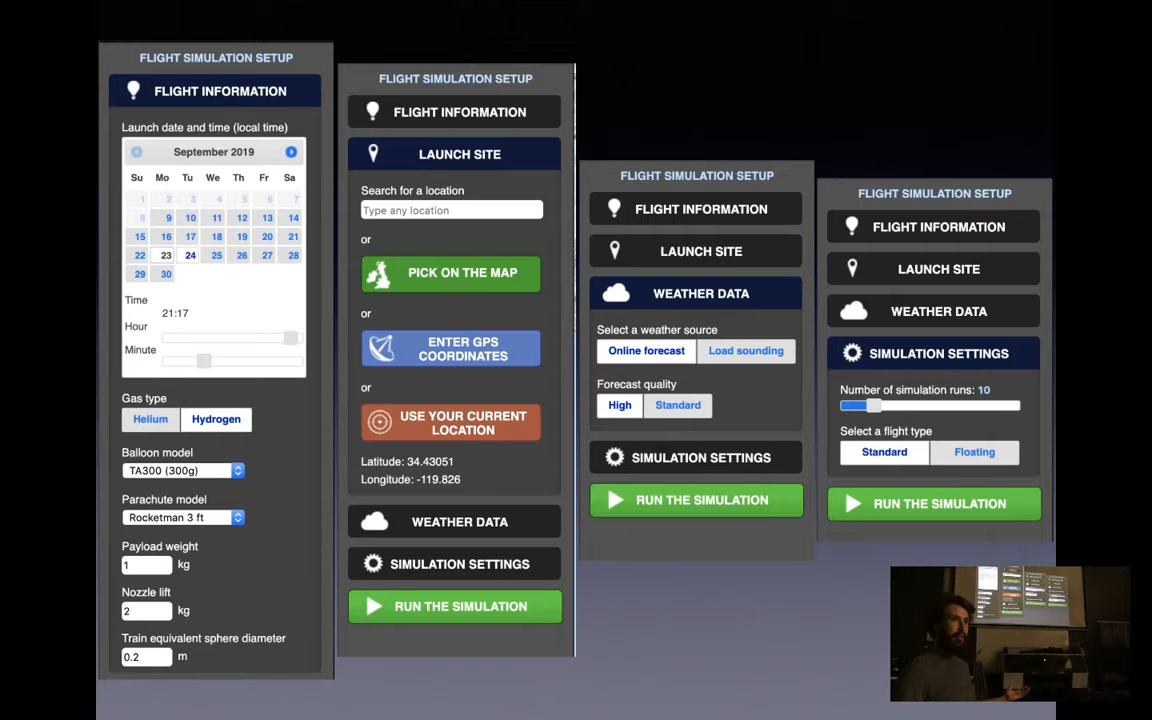 FLIGHT SIMULATION SETUP
FLIGHT INFORMATION
Launch date and time (local time)
September 2019
Su Mo Tu We Th Fr Sa
1 2 3 4 5 6 7
8 9 10 11 12 13 14
15 16 17 18 19 20 21
22 23 24 25 26 27 28
29 30
Time
21:17
Hour
Minute
Gas type
Helium Hydrogen
Balloon model
TA300 (300g)
Parachute model
Rocketman 3 ft
Payload weight
1 kg
Nozzle lift
2 kg
Train equivalent sphere diameter
0.2 m
FLIGHT SIMULATION SETUP
FLIGHT INFORMATION
LAUNCH SITE
Search for a location
Type any location
or
PICK ON THE MAP
or
ENTER GPS
COORDINATES
or
USE YOUR CURRENT
LOCATION
Latitude: 34.43051
Longitude: -119.826
WEATHER DATA
SIMULATION SETTINGS
RUN THE SIMULATION
FLIGHT SIMULATION SETUP
FLIGHT INFORMATION
LAUNCH SITE
WEATHER DATA
Select a weather source
Online forecast Load sounding
Forecast quality
High Standard
SIMULATION SETTINGS
RUN THE SIMULATION
FLIGHT SIMULATION SETUP
FLIGHT INFORMATION
LAUNCH SITE
WEATHER DATA
SIMULATION SETTINGS
Number of simulation runs: 10
Select a flight type
Standard Floating
RUN THE SIMULATION